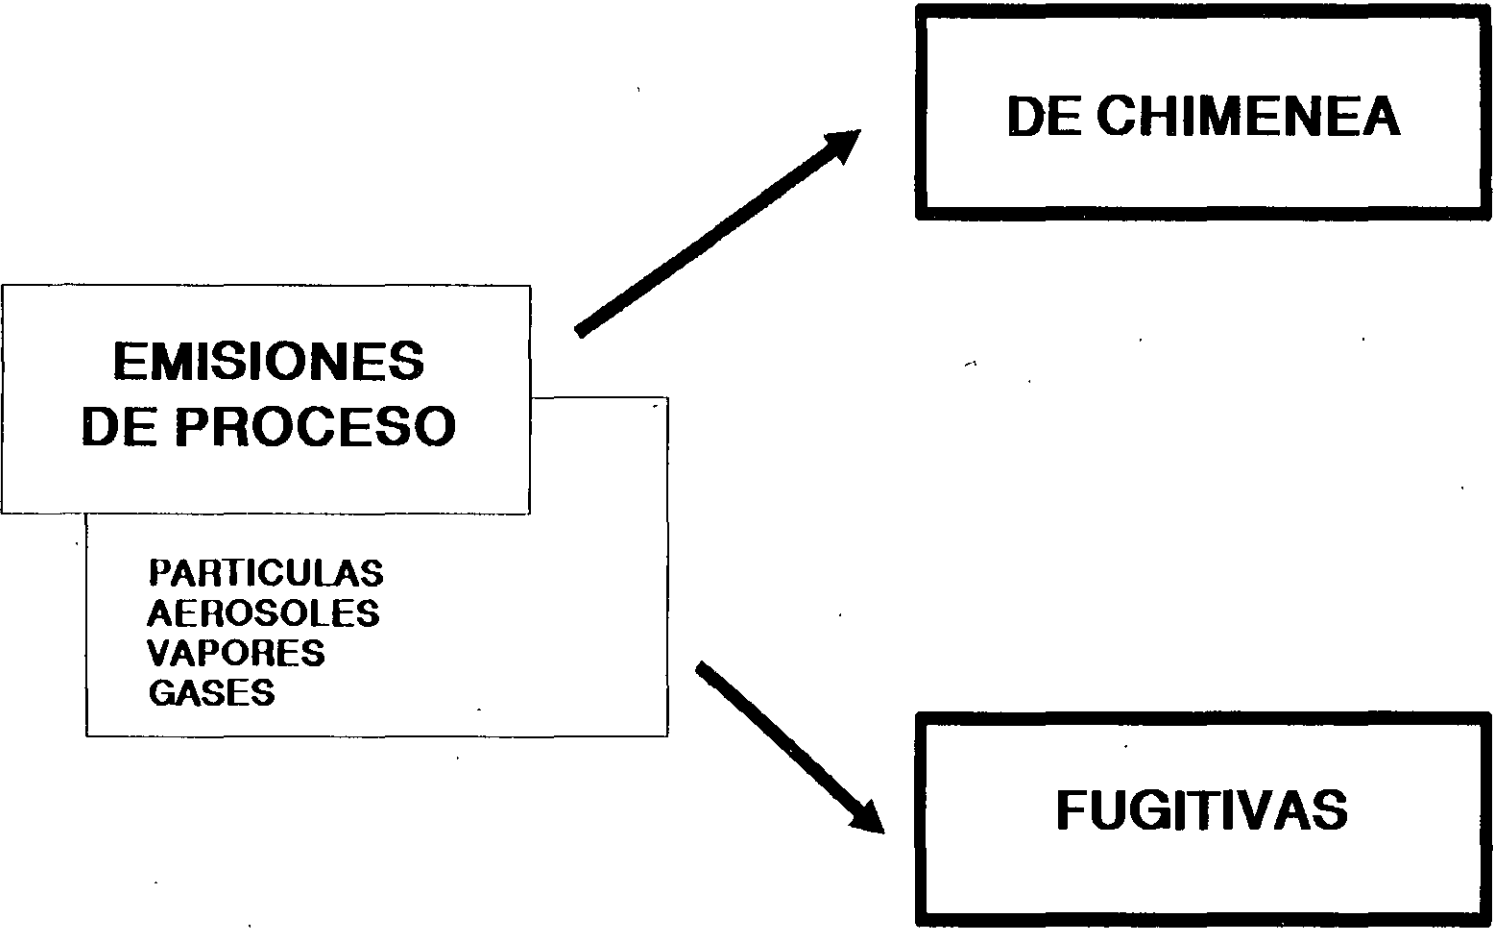 DE CHIMENEA
EMISIONES
DE PROCESO
PARTICULAS
AEROSOLES
VAPORES
GASES
FUGITIVAS